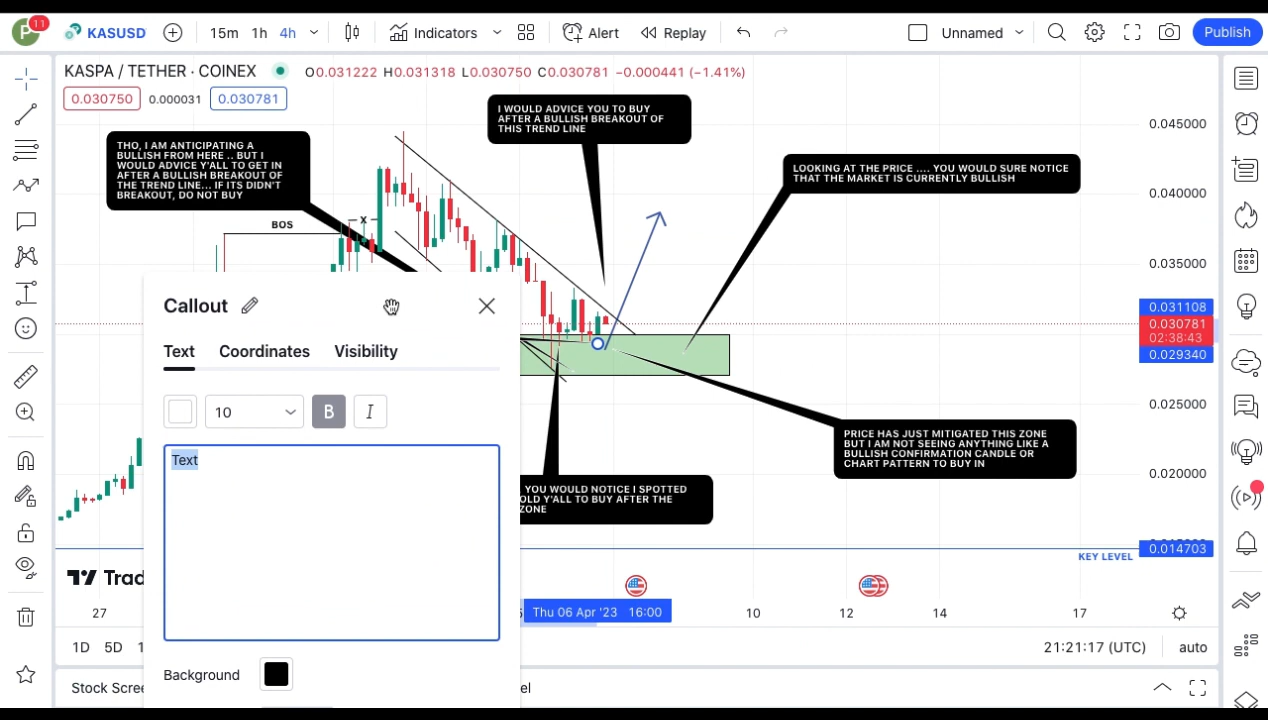 P 11 KASUSD 15m 1h 4h Indicators Alert Replay Unnamed Publish
KASPA / TETHER · COINEX O0.031222 H0.031318 L0.030750 C0.030781 −0.000441 (−1.41%)
0.030750 0.000031 0.030781
I WOULD ADVICE YOU TO BUY
AFTER A BULLISH BREAKOUT OF
THIS TREND LINE
THO, I AM ANTICIPATING A
BULLISH FROM HERE .. BUT I
WOULD ADVICE Y'ALL TO GET IN
AFTER A BULLISH BREAKOUT OF
THE TREND LINE... IF ITS DIDN'T
BREAKOUT, DO NOT BUY
LOOKING AT THE PRICE .... YOU WOULD SURE NOTICE
THAT THE MARKET IS CURRENTLY BULLISH
X
BOS
0.045000
0.040000
0.035000
0.031108
0.030781
02:38:43
0.029340
0.025000
0.020000
0.014703
Callout
Text Coordinates Visibility
10 B I
Text
Background
PRICE HAS JUST MITIGATED THIS ZONE
BUT I AM NOT SEEING ANYTHING LIKE A
BULLISH CONFIRMATION CANDLE OR
CHART PATTERN TO BUY IN
YOU WOULD NOTICE I SPOTTED
OLD Y'ALL TO BUY AFTER THE
ZONE
KEY LEVEL
Trad
27 Thu 06 Apr '23 16:00 10 12 14 17
1D 5D 1 21:21:17 (UTC) auto
Stock Scree el